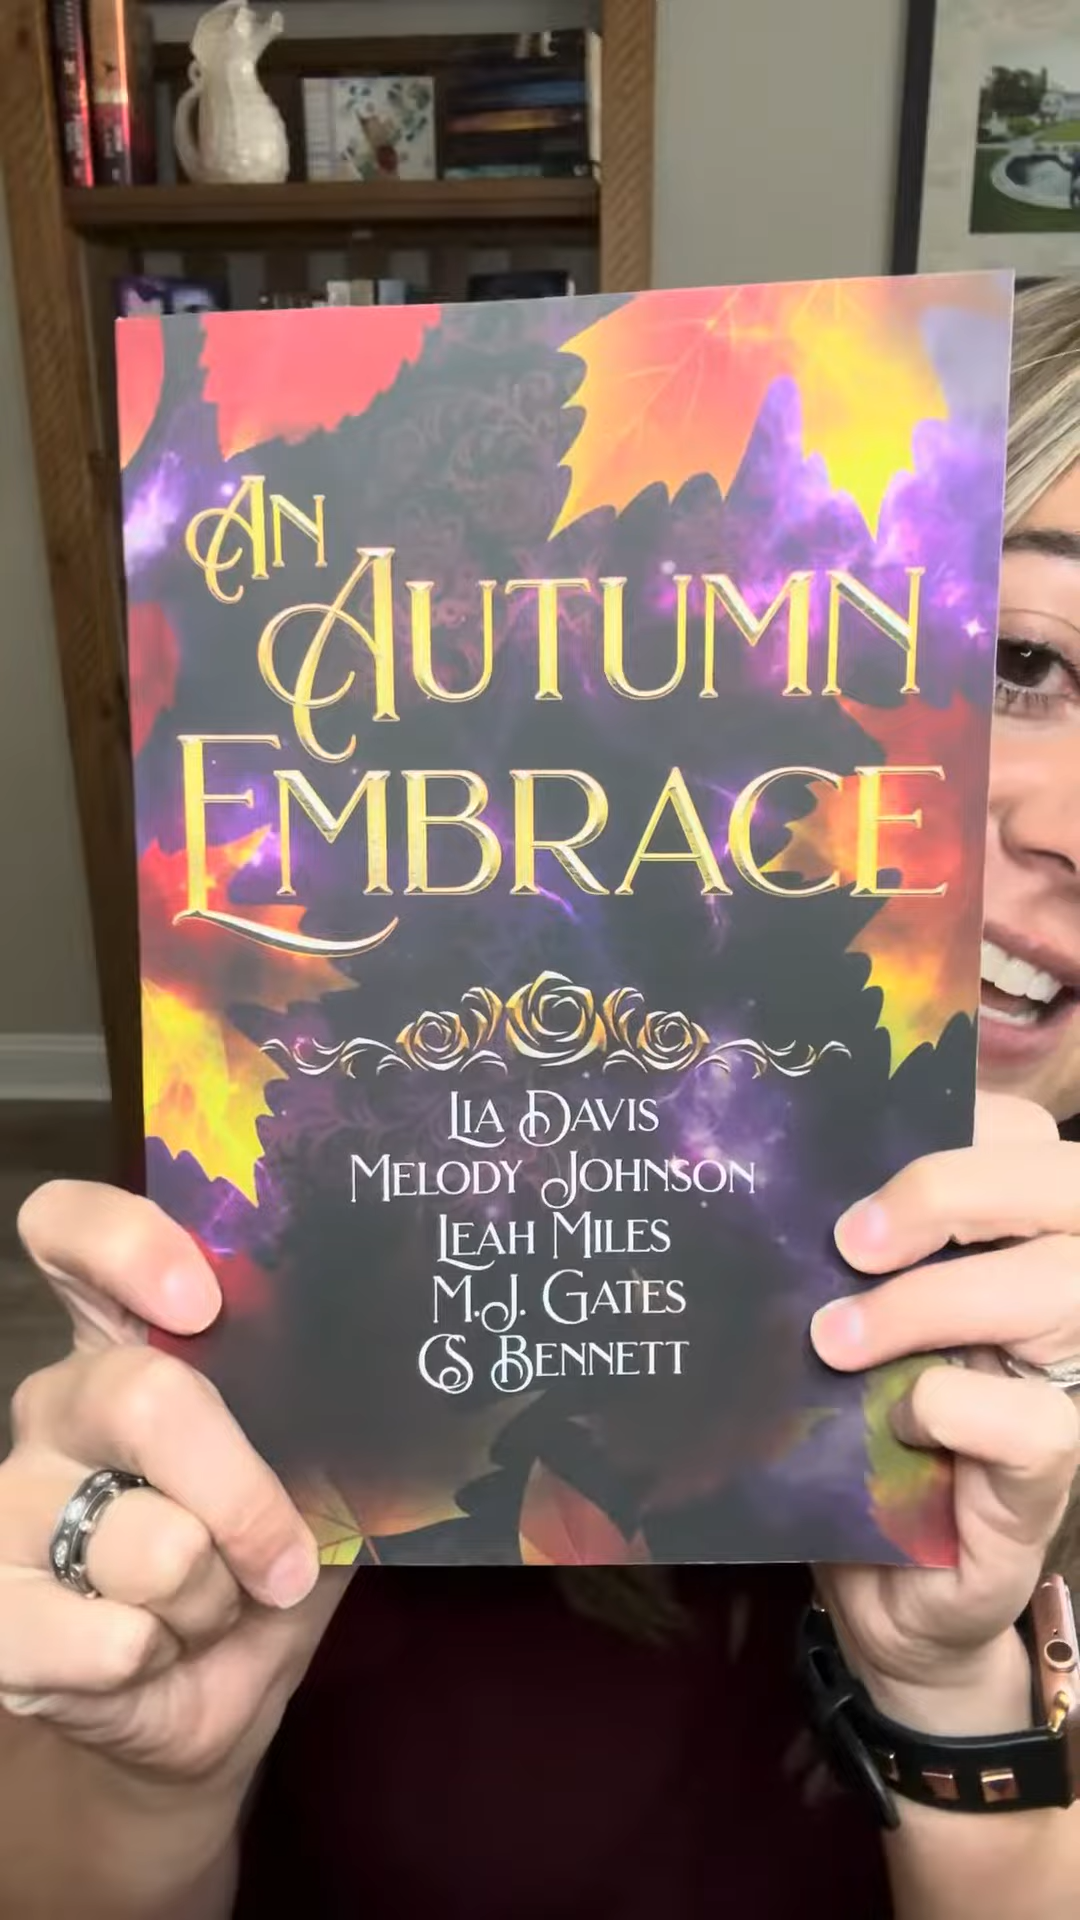 An
Autumn
Embrace
Lia Davis
Melody Johnson
Leah Miles
M.J. Gates
CS Bennett